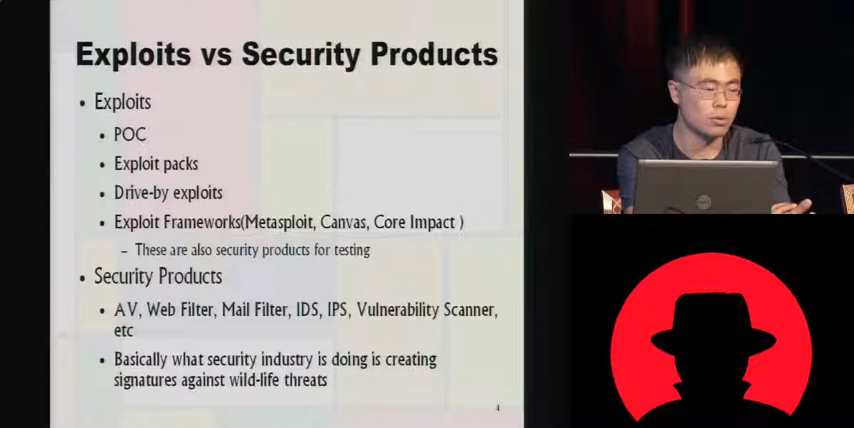 Exploits vs Security Products
• Exploits
• POC
• Exploit packs
• Drive-by exploits
• Exploit Frameworks(Metasploit, Canvas, Core Impact )
– These are also security products for testing
• Security Products
• AV, Web Filter, Mail Filter, IDS, IPS, Vulnerability Scanner,
etc
• Basically what security industry is doing is creating
signatures against wild-life threats
4